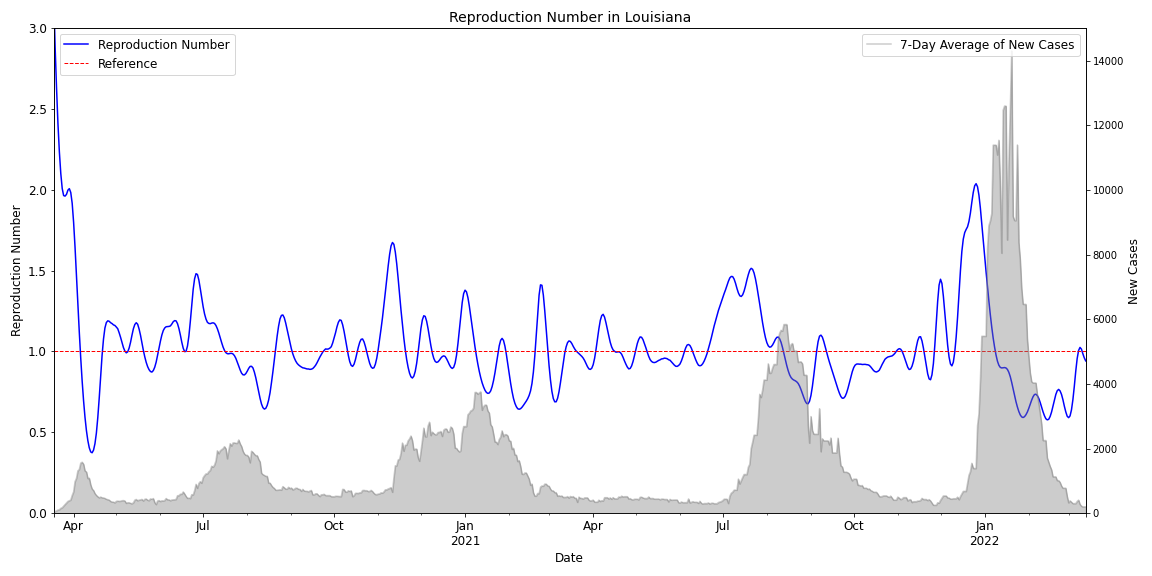 Reproduction Number in Louisiana
Reproduction Number
Reference
7-Day Average of New Cases
3.0
2.5
2.0
1.5
1.0
0.5
0.0
Reproduction Number
14000
12000
10000
8000
6000
4000
2000
0
New Cases
Apr
Jul
Oct
Jan
2021
Apr
Jul
Oct
Jan
2022
Date